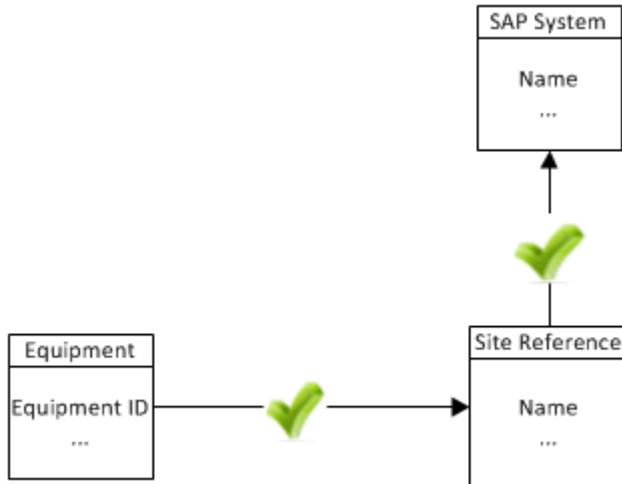 SAP System
Name
...
Equipment
Equipment ID
...
Site Reference
Name
...